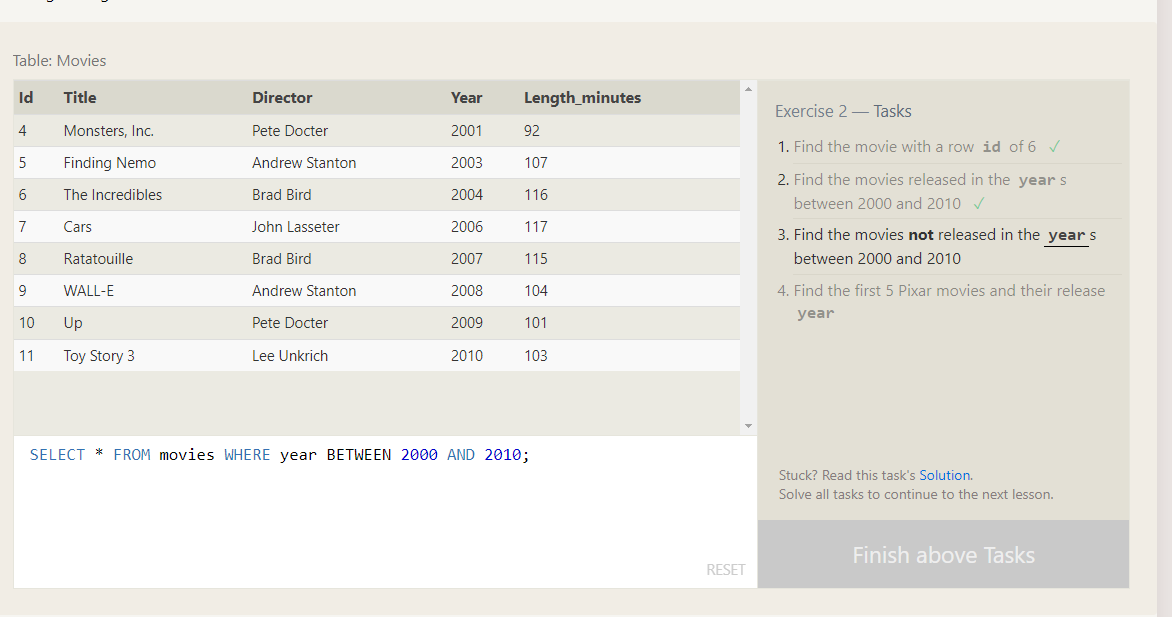 Table: Movies
Id Title Director Year Length_minutes
4 Monsters, Inc. Pete Docter 2001 92
5 Finding Nemo Andrew Stanton 2003 107
6 The Incredibles Brad Bird 2004 116
7 Cars John Lasseter 2006 117
8 Ratatouille Brad Bird 2007 115
9 WALL-E Andrew Stanton 2008 104
10 Up Pete Docter 2009 101
11 Toy Story 3 Lee Unkrich 2010 103
SELECT * FROM movies WHERE year BETWEEN 2000 AND 2010;
RESET
Exercise 2 — Tasks
1. Find the movie with a row id of 6 ✓
2. Find the movies released in the year s
between 2000 and 2010 ✓
3. Find the movies not released in the year s
between 2000 and 2010
4. Find the first 5 Pixar movies and their release
year
Stuck? Read this task's Solution.
Solve all tasks to continue to the next lesson.
Finish above Tasks